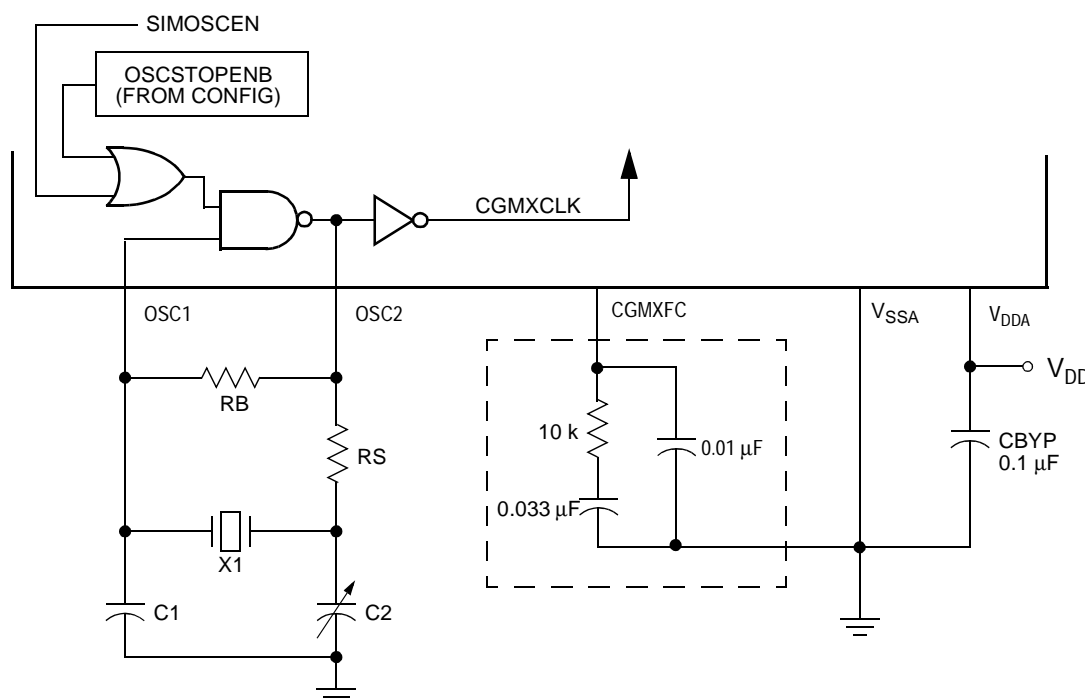 SIMOSCEN
OSCSTOPENB
(FROM CONFIG)
CGMXCLK
OSC1
OSC2
CGMXFC
VSSA
VDDA
VDD
RB
RS
10 k
0.01 µF
0.033 µF
CBYP
0.1 µF
X1
C1
C2